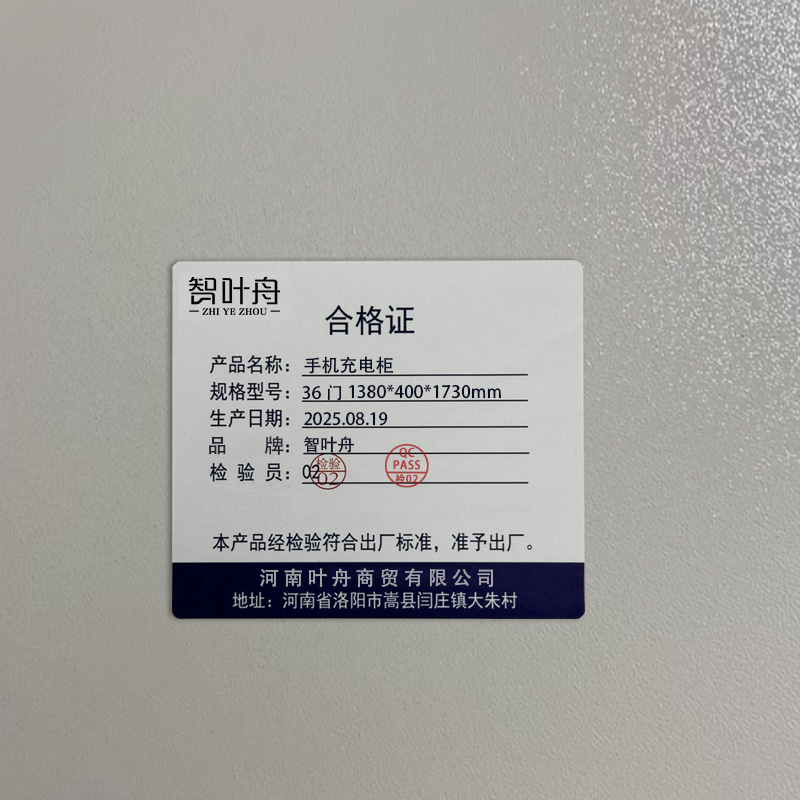 智叶舟
ZHI YE ZHOU
合格证
产品名称：手机充电柜
规格型号：36 门 1380*400*1730mm
生产日期：2025.08.19
品 牌：智叶舟
检 验 员：02
检验
02
QC
PASS
检02
本产品经检验符合出厂标准，准予出厂。
河南叶舟商贸有限公司
地址：河南省洛阳市嵩县闫庄镇大朱村